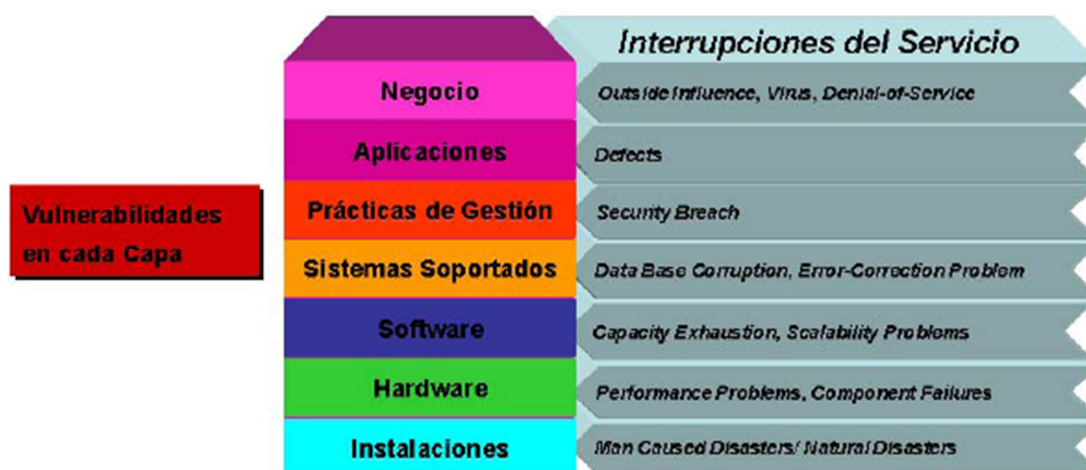 Interrupciones del Servicio
Negocio
Outside Influence, Virus, Denial-of-Service
Aplicaciones
Defects
Vulnerabilidades
en cada Capa
Prácticas de Gestión
Security Breach
Sistemas Soportados
Data Base Corruption, Error-Correction Problem
Software
Capacity Exhaustion, Scalability Problems
Hardware
Performance Problems, Component Failures
Instalaciones
Man Caused Disasters/ Natural Disasters